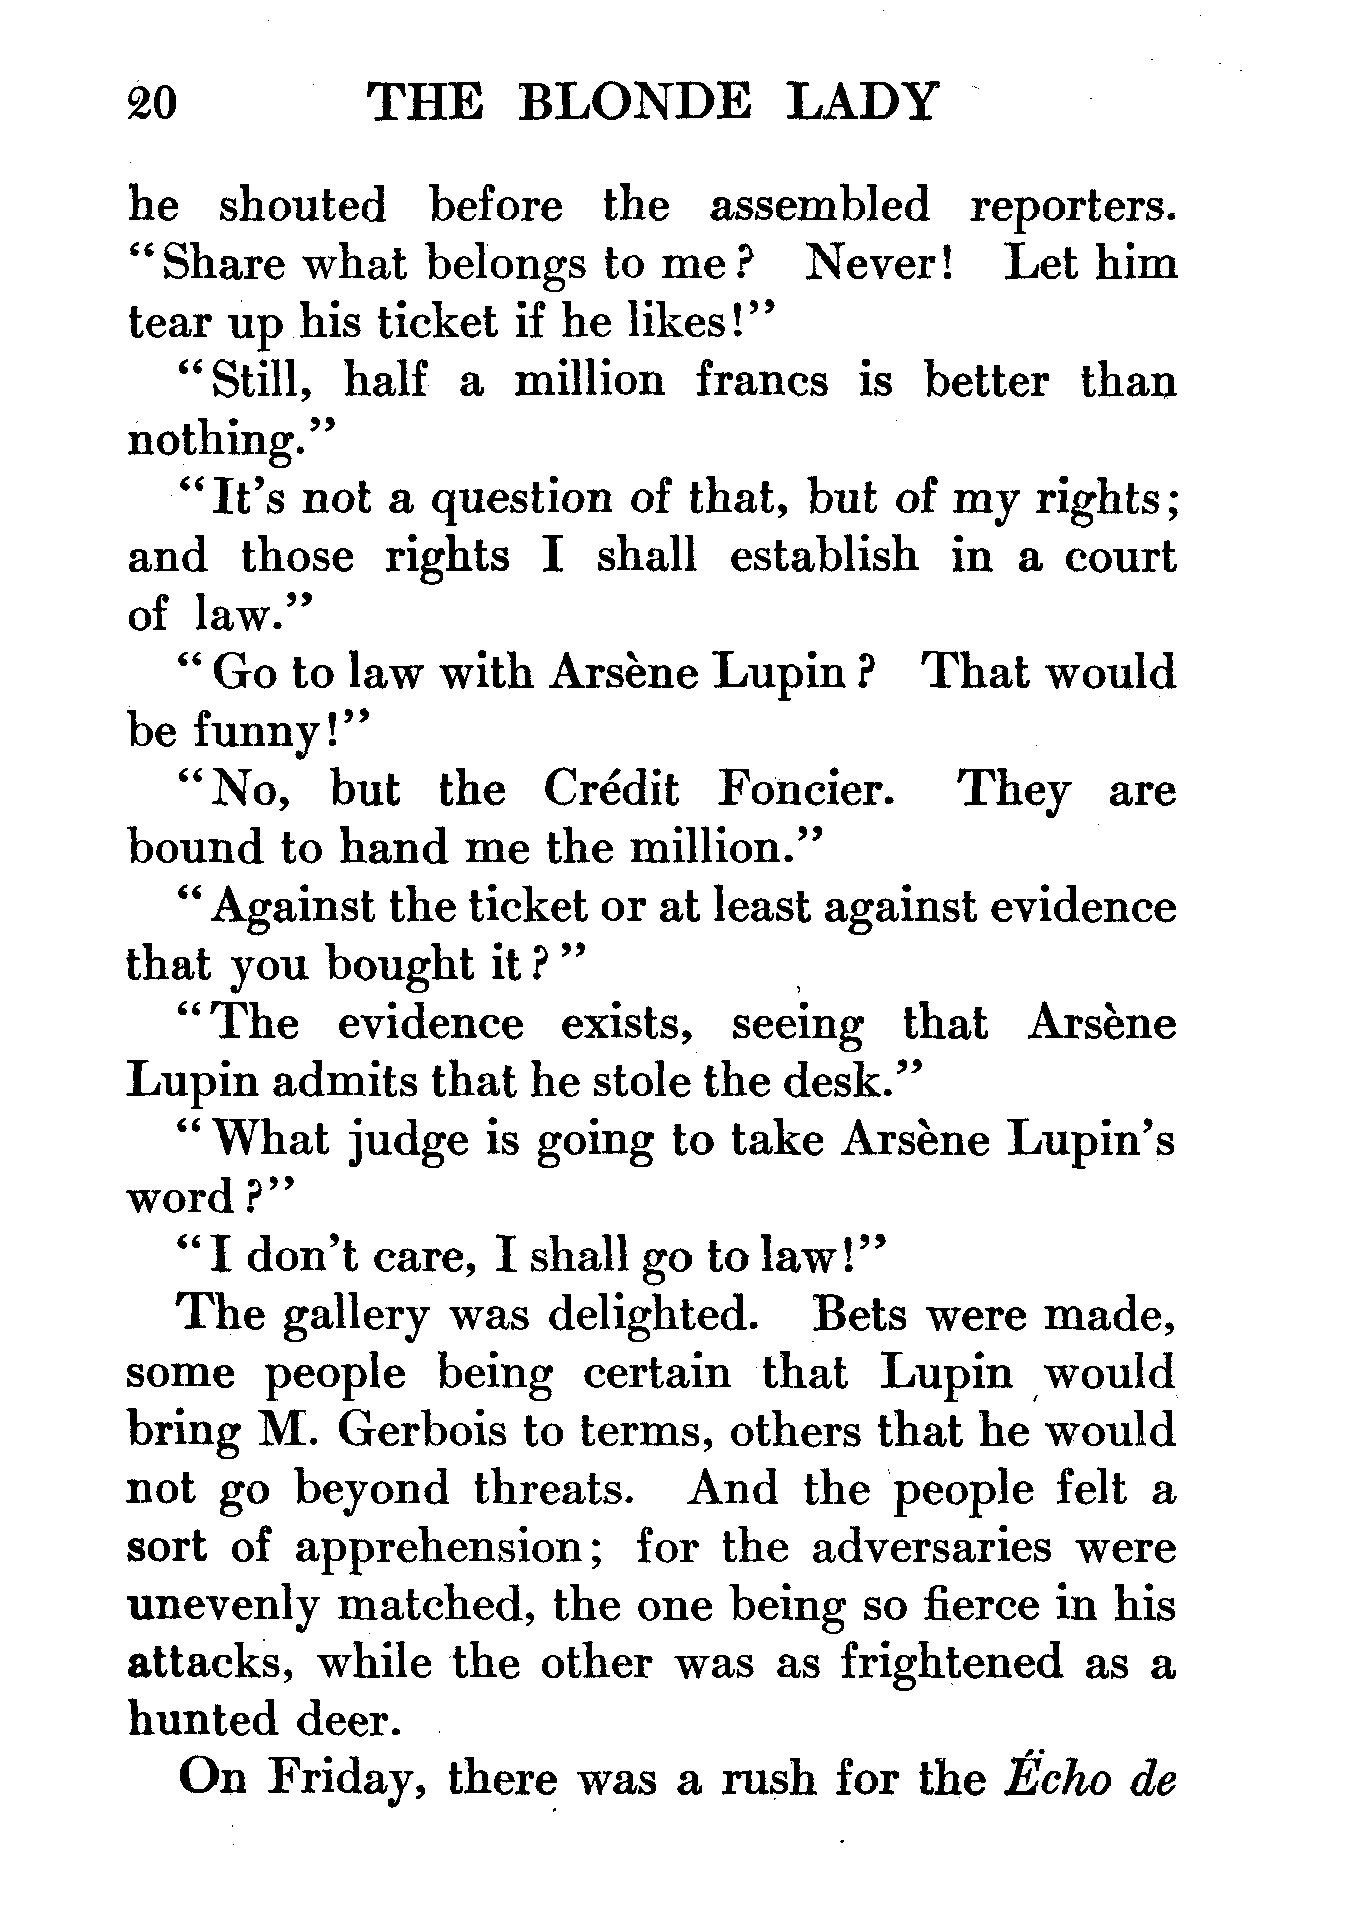 20 THE BLONDE LADY
he shouted before the assembled reporters.
“Share what belongs to me? Never! Let him
tear up his ticket if he likes!”
“Still, half a million francs is better than
nothing.”
“It’s not a question of that, but of my rights;
and those rights I shall establish in a court
of law.”
“Go to law with Arsène Lupin? That would
be funny!”
“No, but the Crédit Foncier. They are
bound to hand me the million.”
“Against the ticket or at least against evidence
that you bought it?”
“The evidence exists, seeing that Arsène
Lupin admits that he stole the desk.”
“What judge is going to take Arsène Lupin’s
word?”
“I don’t care, I shall go to law!”
The gallery was delighted. Bets were made,
some people being certain that Lupin would
bring M. Gerbois to terms, others that he would
not go beyond threats. And the people felt a
sort of apprehension; for the adversaries were
unevenly matched, the one being so fierce in his
attacks, while the other was as frightened as a
hunted deer.
On Friday, there was a rush for the Écho de